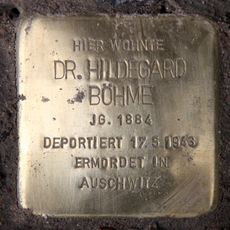 HIER WOHNTE
DR. HILDEGARD
BÖHME
JG. 1884
DEPORTIERT 17.5.1943
ERMORDET IN
AUSCHWITZ